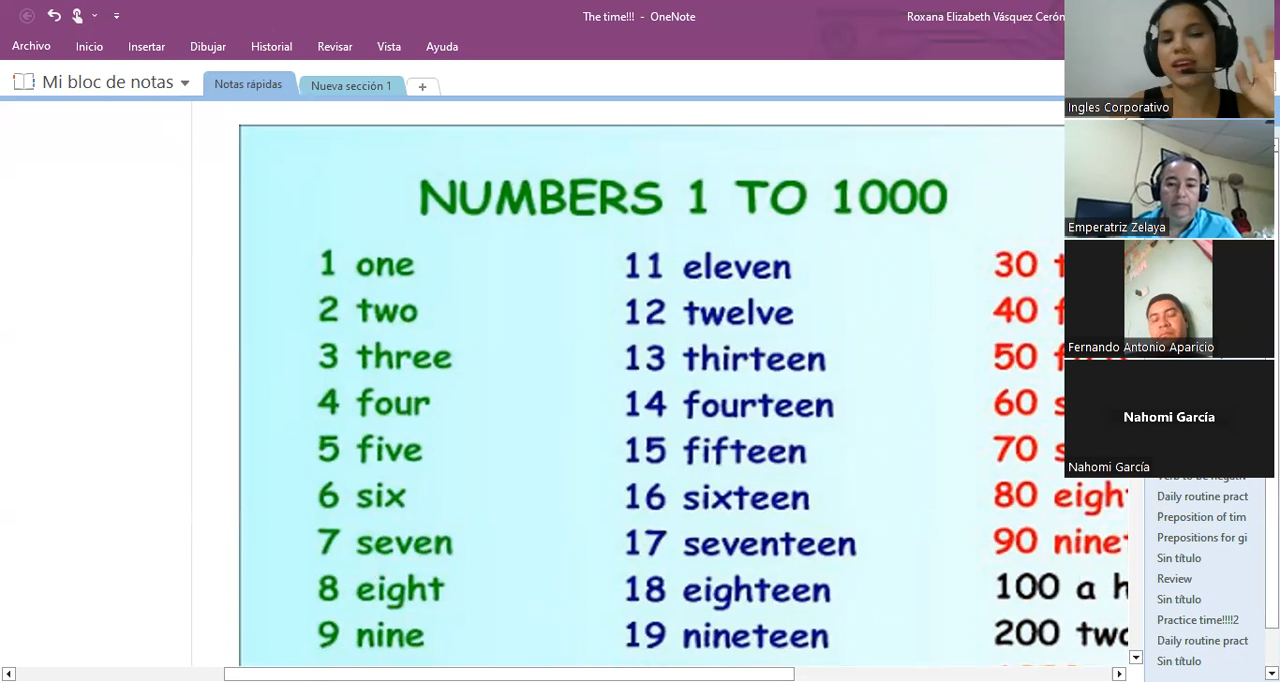 The time!!! - OneNote
Roxana Elizabeth Vásquez Cerón
Archivo Inicio Insertar Dibujar Historial Revisar Vista Ayuda
Mi bloc de notas Notas rápidas Nueva sección 1 +
NUMBERS 1 TO 1000
1 one
2 two
3 three
4 four
5 five
6 six
7 seven
8 eight
9 nine
11 eleven
12 twelve
13 thirteen
14 fourteen
15 fifteen
16 sixteen
17 seventeen
18 eighteen
19 nineteen
30 t
40 f
50 f
60 s
70 s
80 eight
90 ninet
100 a h
200 two
Ingles Corporativo
Emperatriz Zelaya
Fernando Antonio Aparicio
Nahomi García
Nahomi García
Daily routine pract
Preposition of tim
Prepositions for gi
Sin título
Review
Sin título
Practice time!!!!2
Daily routine pract
Sin título